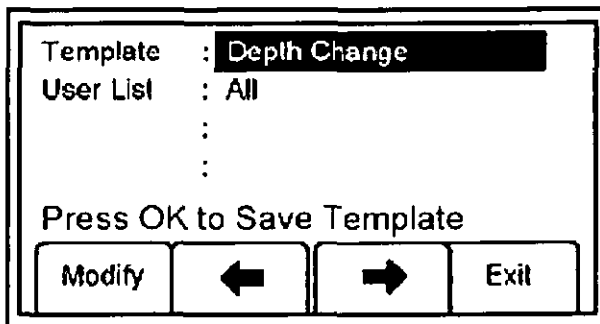 Template : Depth Change
User List : All
:
:
Press OK to Save Template
Modify ← → Exit